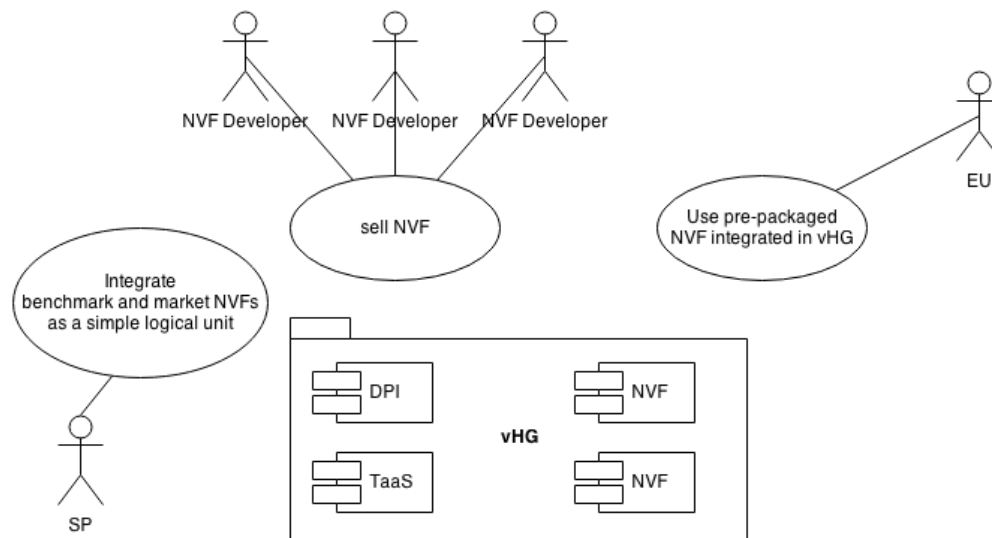 NVF Developer
NVF Developer
NVF Developer
EU
sell NVF
Use pre-packaged
NVF integrated in vHG
Integrate
benchmark and market NVFs
as a simple logical unit
SP
DPI
NVF
vHG
TaaS
NVF